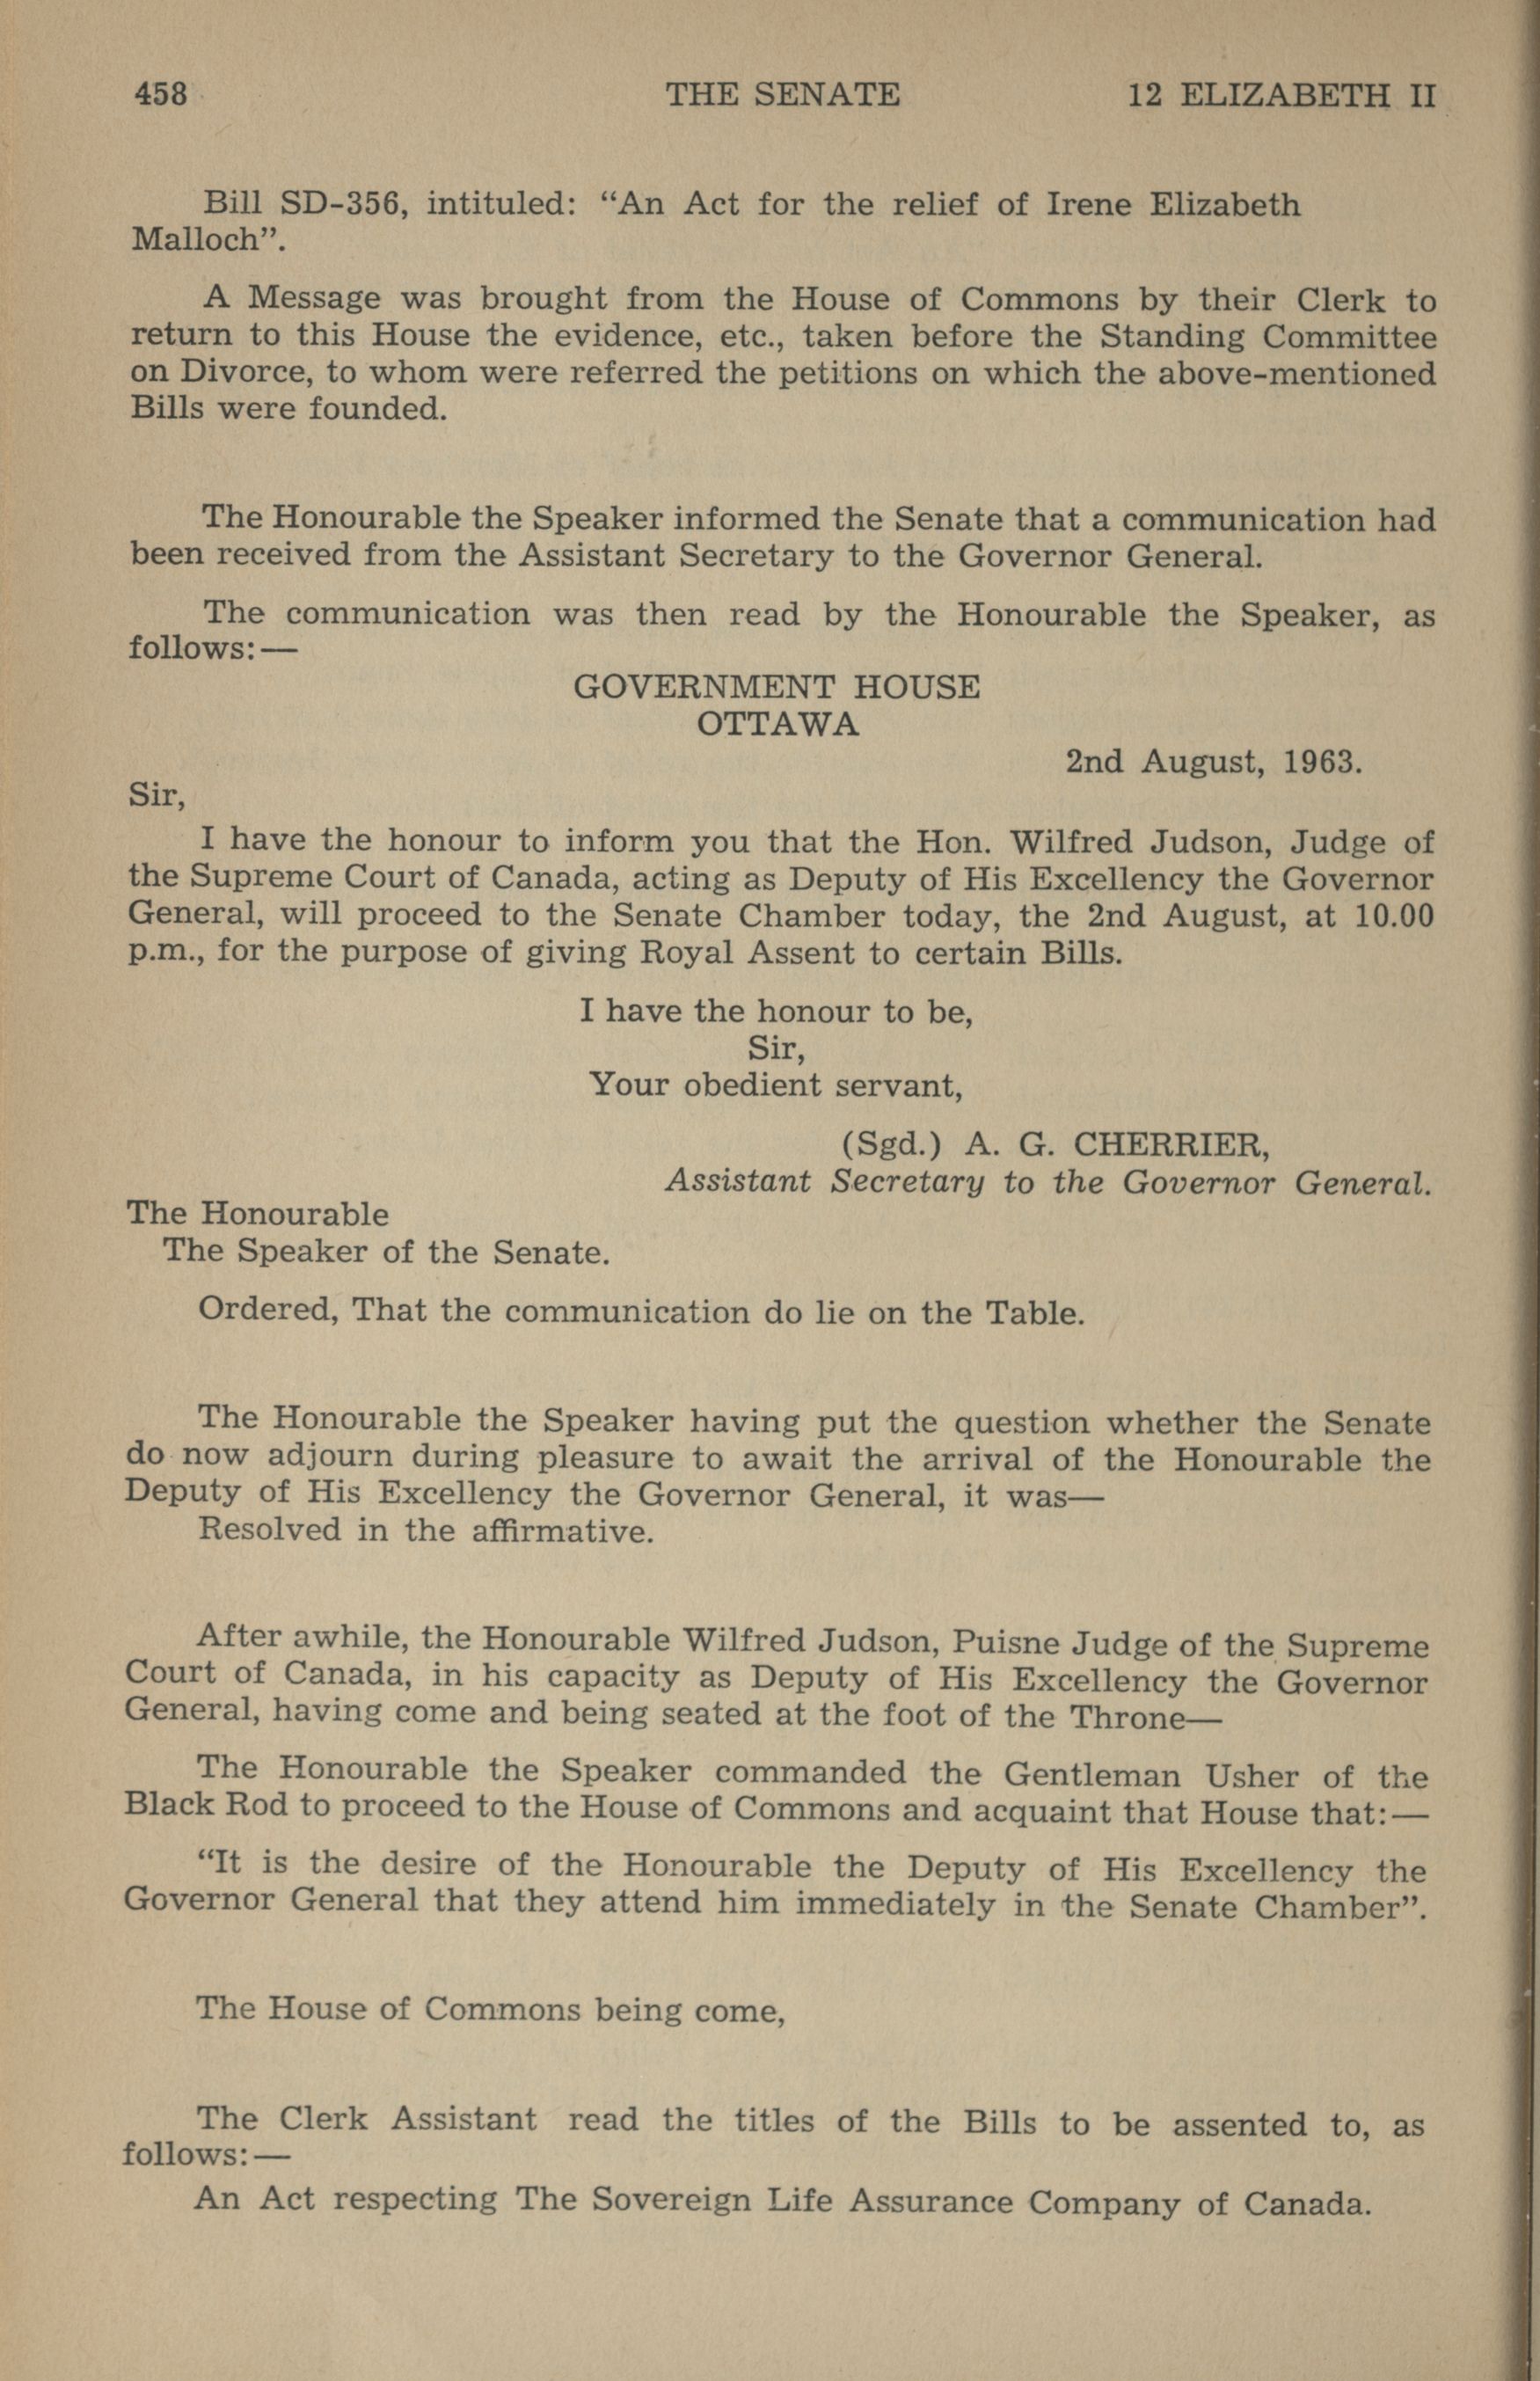 458 THE SENATE 12 ELIZABETH II
Bill SD-356, intituled: “An Act for the relief of Irene Elizabeth
Malloch”.
A Message was brought from the House of Commons by their Clerk to
return to this House the evidence, etc., taken before the Standing Committee
on Divorce, to whom were referred the petitions on which the above-mentioned
Bills were founded.
The Honourable the Speaker informed the Senate that a communication had
been received from the Assistant Secretary to the Governor General.
The communication was then read by the Honourable the Speaker, as
follows:—
GOVERNMENT HOUSE
OTTAWA
2nd August, 1963.
Sir,
I have the honour to inform you that the Hon. Wilfred Judson, Judge of
the Supreme Court of Canada, acting as Deputy of His Excellency the Governor
General, will proceed to the Senate Chamber today, the 2nd August, at 10.00
p.m., for the purpose of giving Royal Assent to certain Bills.
I have the honour to be,
Sir,
Your obedient servant,
(Sgd.) A. G. CHERRIER,
Assistant Secretary to the Governor General.
The Honourable
The Speaker of the Senate.
Ordered, That the communication do lie on the Table.
The Honourable the Speaker having put the question whether the Senate
do now adjourn during pleasure to await the arrival of the Honourable the
Deputy of His Excellency the Governor General, it was—
Resolved in the affirmative.
After awhile, the Honourable Wilfred Judson, Puisne Judge of the Supreme
Court of Canada, in his capacity as Deputy of His Excellency the Governor
General, having come and being seated at the foot of the Throne—
The Honourable the Speaker commanded the Gentleman Usher of the
Black Rod to proceed to the House of Commons and acquaint that House that:—
“It is the desire of the Honourable the Deputy of His Excellency the
Governor General that they attend him immediately in the Senate Chamber”.
The House of Commons being come,
The Clerk Assistant read the titles of the Bills to be assented to, as
follows:—
An Act respecting The Sovereign Life Assurance Company of Canada.